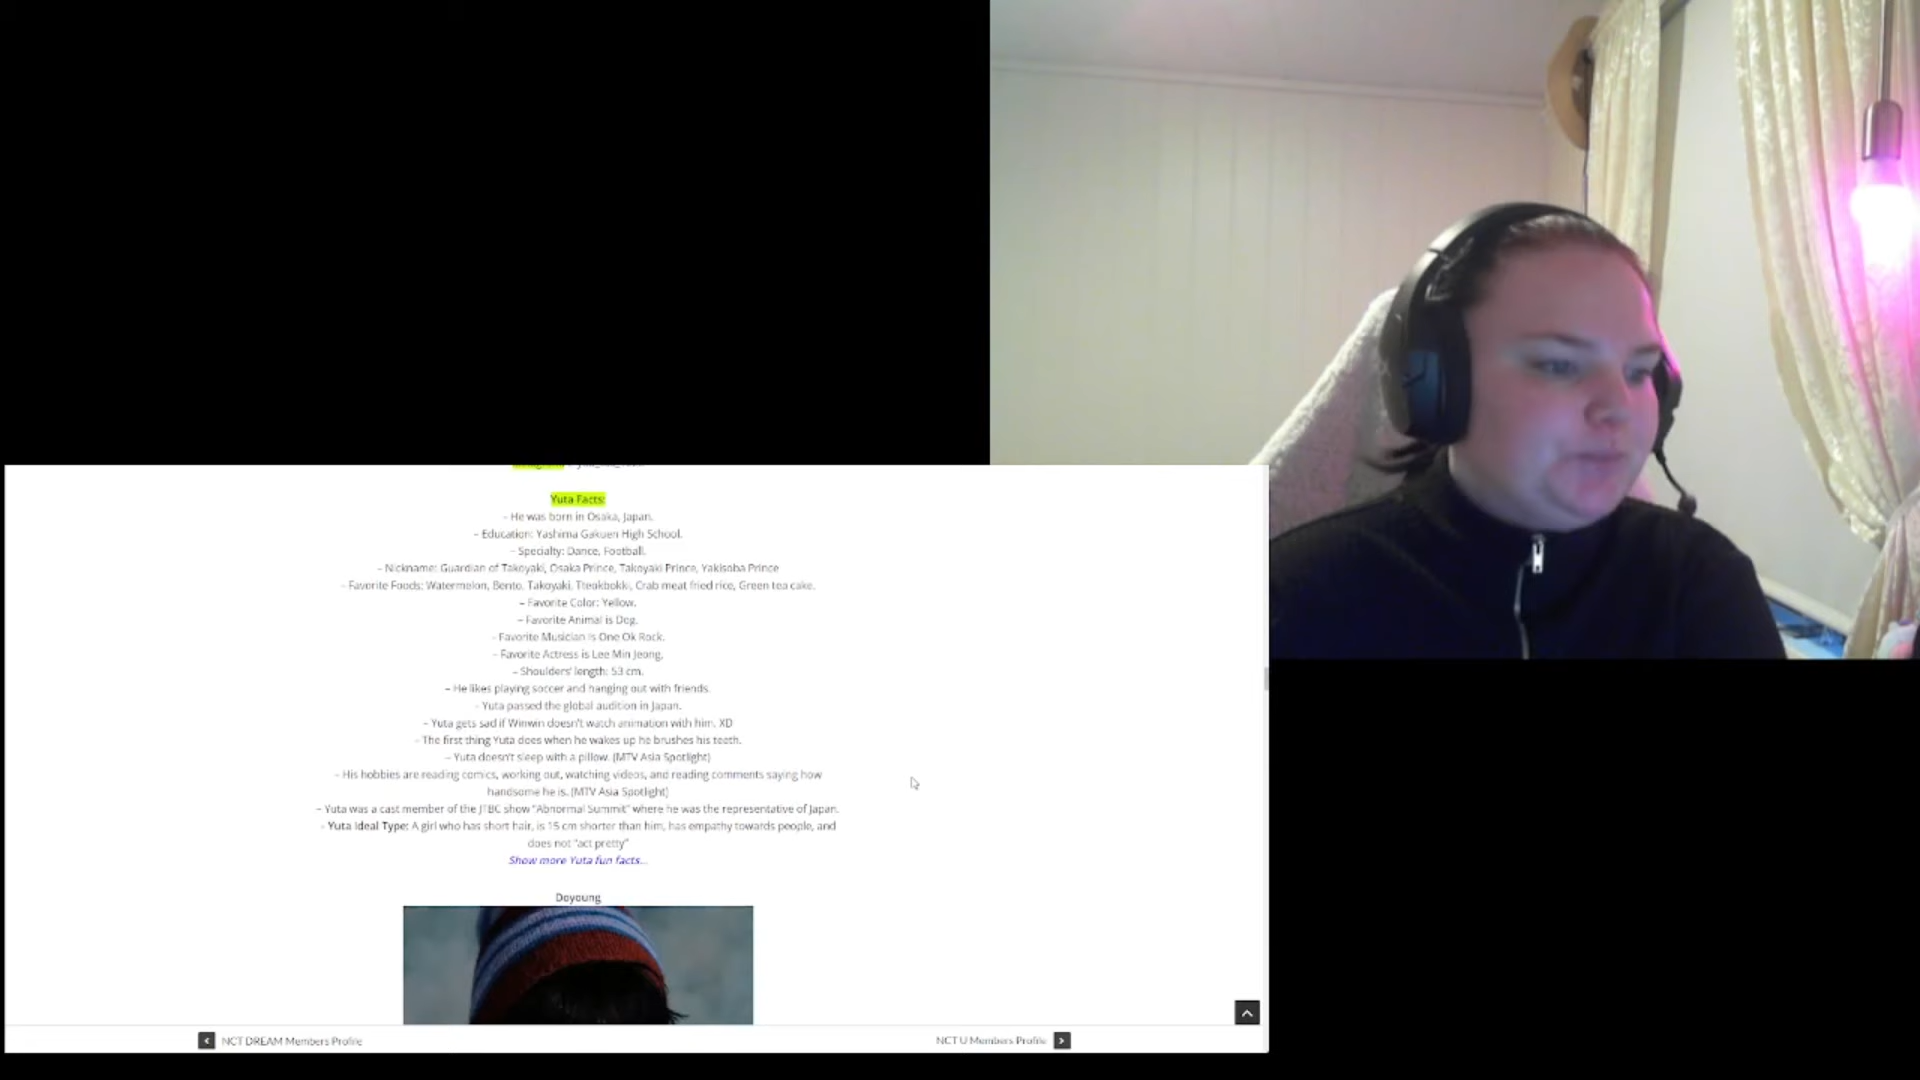 Yuta Facts:
– He was born in Osaka, Japan.
– Education: Yashima Gakuen High School.
– Specialty: Dance, Football.
– Nickname: Guardian of Takoyaki, Osaka Prince, Takoyaki Prince, Yakisoba Prince
– Favorite Foods: Watermelon, Bento, Takoyaki, Tteokbokki, Crab meat fried rice, Green tea cake.
– Favorite Color: Yellow.
– Favorite Animal is Dog.
– Favorite Musician is One Ok Rock.
– Favorite Actress is Lee Min Jeong.
– Shoulders' length: 53 cm.
– He likes playing soccer and hanging out with friends.
– Yuta passed the global audition in Japan.
– Yuta gets sad if Winwin doesn't watch animation with him. XD
– The first thing Yuta does when he wakes up he brushes his teeth.
– Yuta doesn't sleep with a pillow. (MTV Asia Spotlight)
– His hobbies are reading comics, working out, watching videos, and reading comments saying how
handsome he is. (MTV Asia Spotlight)
– Yuta was a cast member of the JTBC show "Abnormal Summit" where he was the representative of Japan.
– Yuta Ideal Type: A girl who has short hair, is 15 cm shorter than him, has empathy towards people, and
does not "act pretty"
Show more Yuta fun facts...
Doyoung
NCT DREAM Members Profile
NCT U Members Profile